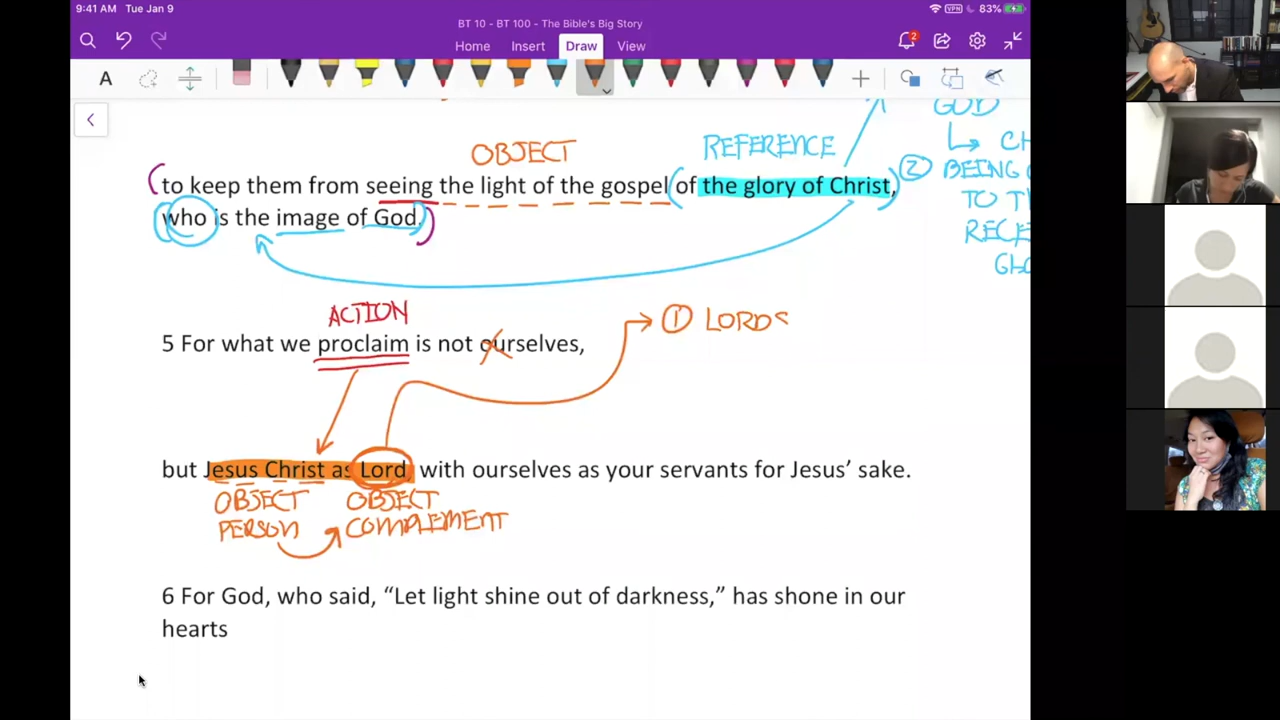 9:41 AM Tue Jan 9
83%
BT 10 - BT 100 - The Bible's Big Story
Home Insert Draw View
2
A
GOD
OBJECT REFERENCE
② BEING
to keep them from seeing the light of the gospel of the glory of Christ,
who is the image of God.
TO
ACTION
① LORDS
5 For what we proclaim is not ourselves,
but Jesus Christ as Lord, with ourselves as your servants for Jesus’ sake.
OBJECT OBJECT
PERSON COMPLEMENT
6 For God, who said, “Let light shine out of darkness,” has shone in our
hearts